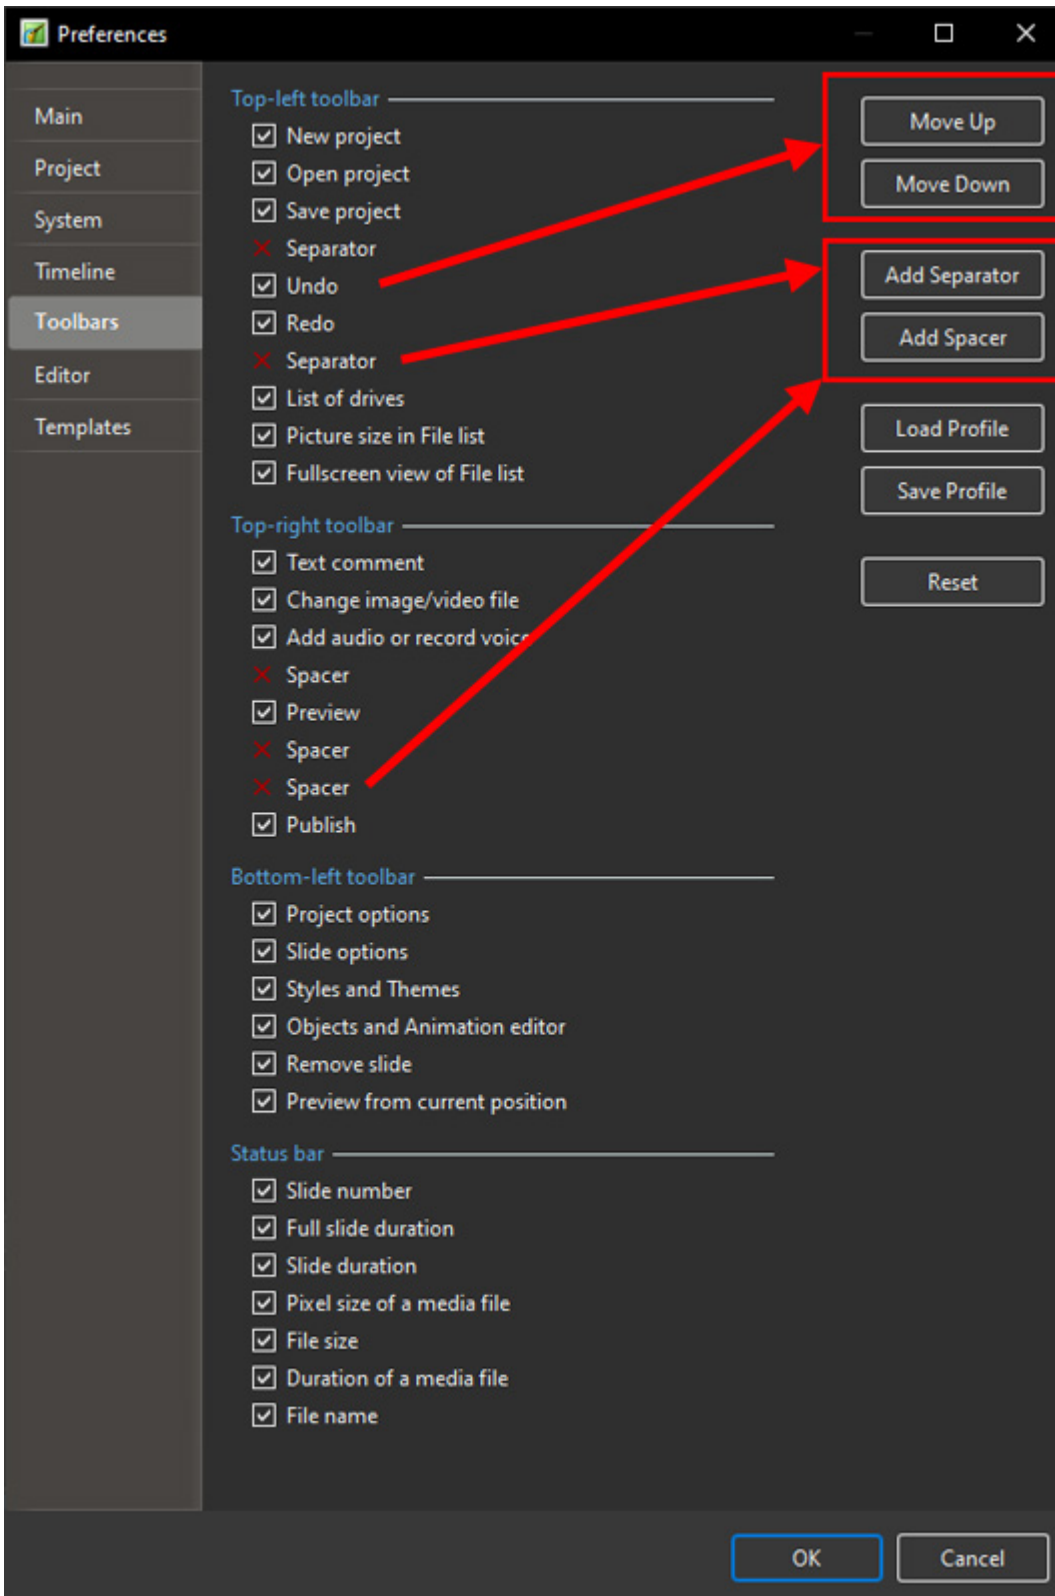 Preferences
Main
Project
System
Timeline
Toolbars
Editor
Templates
Top-left toolbar
New project
Open project
Save project
Separator
Undo
Redo
Separator
List of drives
Picture size in File list
Fullscreen view of File list
Top-right toolbar
Text comment
Change image/video file
Add audio or record voice
Spacer
Preview
Spacer
Spacer
Publish
Bottom-left toolbar
Project options
Slide options
Styles and Themes
Objects and Animation editor
Remove slide
Preview from current position
Status bar
Slide number
Full slide duration
Slide duration
Pixel size of a media file
File size
Duration of a media file
File name
Move Up
Move Down
Add Separator
Add Spacer
Load Profile
Save Profile
Reset
OK
Cancel